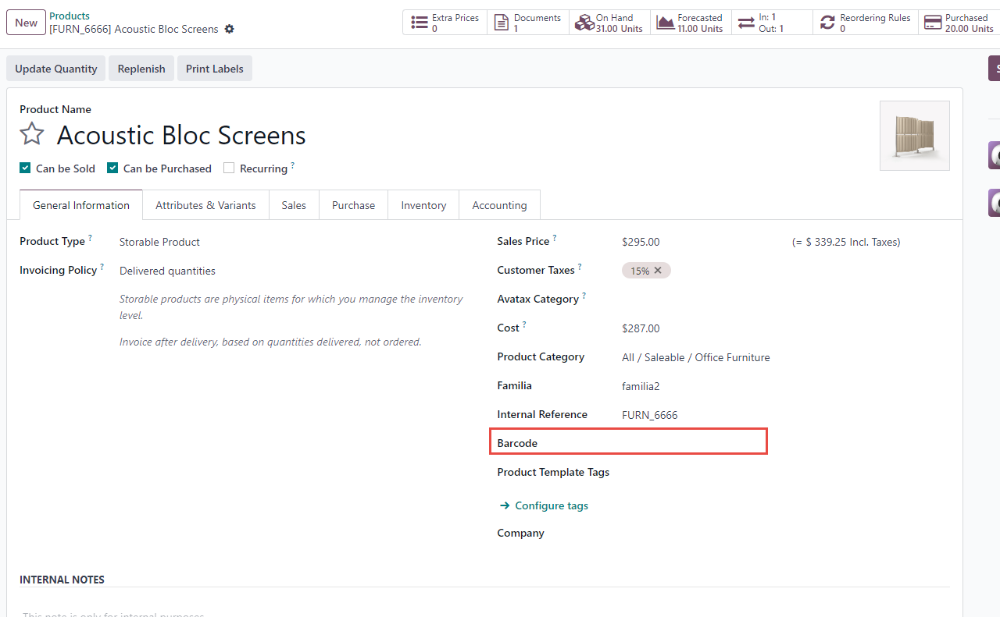 New
Products
[FURN_6666] Acoustic Bloc Screens
Extra Prices
0
Documents
1
On Hand
31.00 Units
Forecasted
11.00 Units
In: 1
Out: 1
Reordering Rules
0
Purchased
20.00 Units
Update Quantity
Replenish
Print Labels
S
Product Name
Acoustic Bloc Screens
Can be Sold
Can be Purchased
Recurring ?
General Information
Attributes & Variants
Sales
Purchase
Inventory
Accounting
Product Type ?
Storable Product
Invoicing Policy ?
Delivered quantities
Storable products are physical items for which you manage the inventory
level.
Invoice after delivery, based on quantities delivered, not ordered.
Sales Price ?
$295.00
(= $ 339.25 Incl. Taxes)
Customer Taxes ?
15% ✕
Avatax Category ?
Cost ?
$287.00
Product Category
All / Saleable / Office Furniture
Familia
familia2
Internal Reference
FURN_6666
Barcode
Product Template Tags
→ Configure tags
Company
INTERNAL NOTES
This note is only for internal purposes.